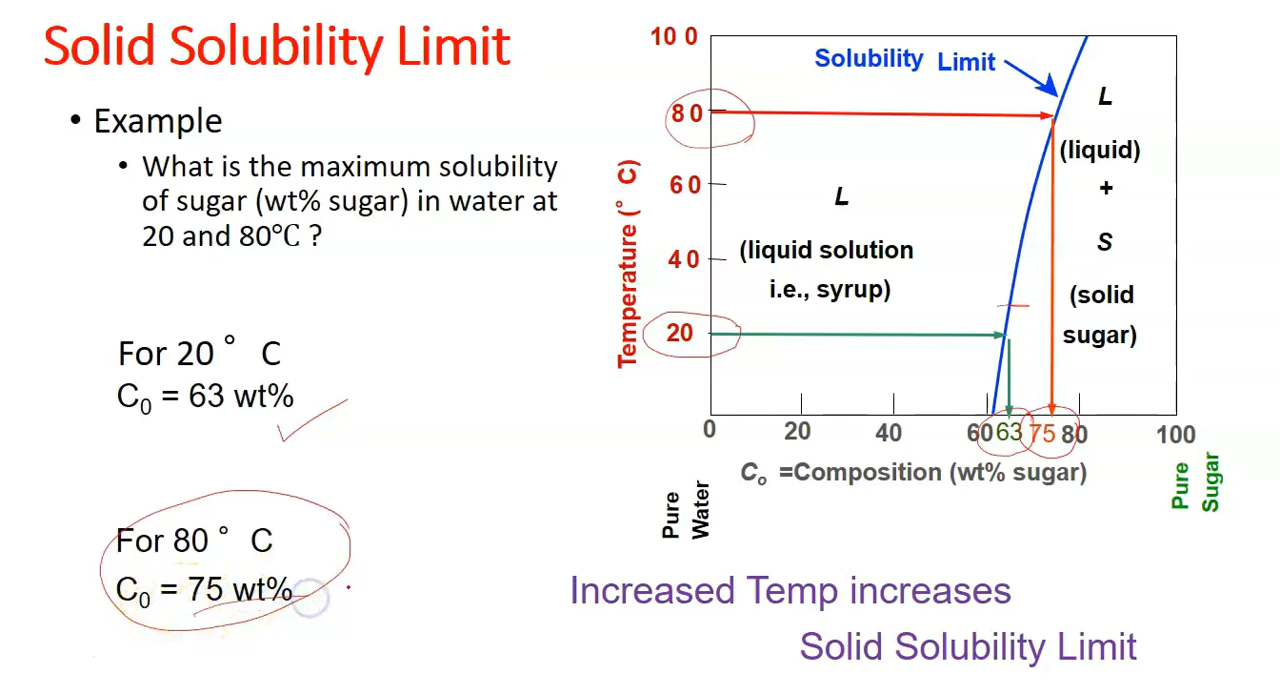 Solid Solubility Limit
• Example
• What is the maximum solubility
of sugar (wt% sugar) in water at
20 and 80℃ ?
For 20 ° C
C₀ = 63 wt%
For 80 ° C
C₀ = 75 wt%
Temperature (° C)
100
80
60
40
20
Solubility Limit
L
(liquid solution
i.e., syrup)
L
(liquid)
+
S
(solid
sugar)
0 20 40 60 63 75 80 100
Cₒ =Composition (wt% sugar)
Pure
Water
Pure
Sugar
Increased Temp increases
Solid Solubility Limit